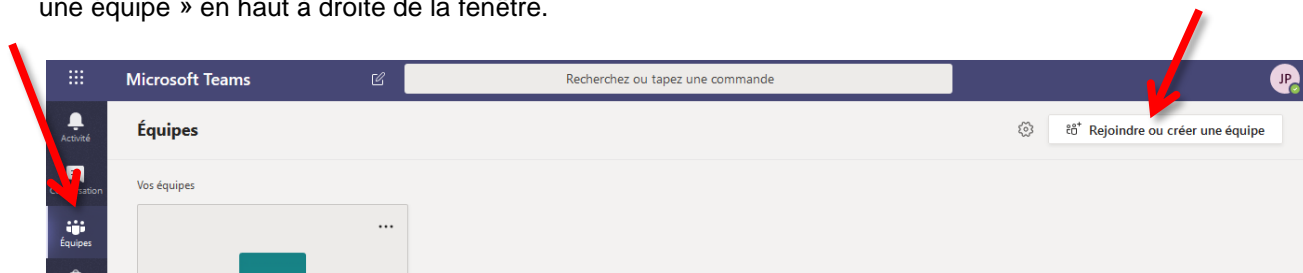 une équipe » en haut à droite de la fenêtre.
Microsoft Teams
Recherchez ou tapez une commande
JP
Activité
Équipes
Rejoindre ou créer une équipe
Vos équipes
Équipes